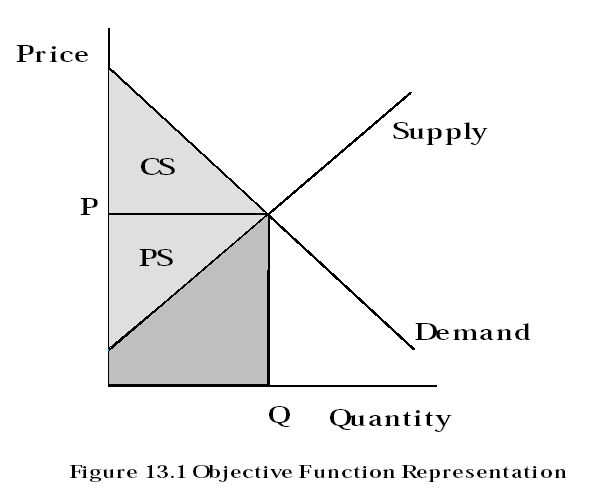 Price
Supply
CS
P
PS
Demand
Q
Quantity
Figure 13.1 Objective Function Representation